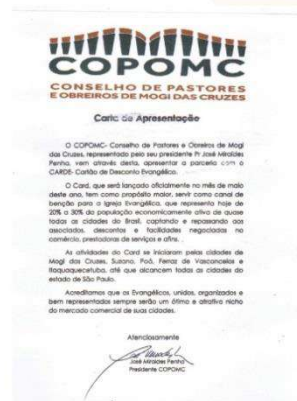 COPOMC
CONSELHO DE PASTORES
E OBREIROS DE MOGI DAS CRUZES
Carta de Apresentação
O COPOMC- Conselho de Pastores e Obreiros de Mogi
das Cruzes, representado pelo seu presidente Pr José Miraldes
Penha, vem através desta, apresentar a parceria com o
CARDE- Cartão de Desconto Evangélico.
O Card, que será lançado oficialmente no mês de maio
deste ano, tem como propósito maior, servir como canal de
benção para a Igreja Evangélica, que representa hoje de
20% a 30% da população economicamente ativa de quase
todas as cidades do Brasil, captando e repassando aos
associados, descontos e facilidades negociadas no
comércio, prestadoras de serviços e afins.
As atividades do Card se iniciaram pelas cidades de
Mogi das Cruzes, Suzano, Poá, Ferraz de Vasconcelos e
Itaquaquecetuba, até que alcancem todas as cidades do
estado de São Paulo.
Acreditamos que os Evangélicos, unidos, organizados e
bem representados sempre serão um ótimo e atrativo nicho
do mercado comercial de suas cidades.
Atenciosamente
José Miraldes Penha
Presidente COPOMC